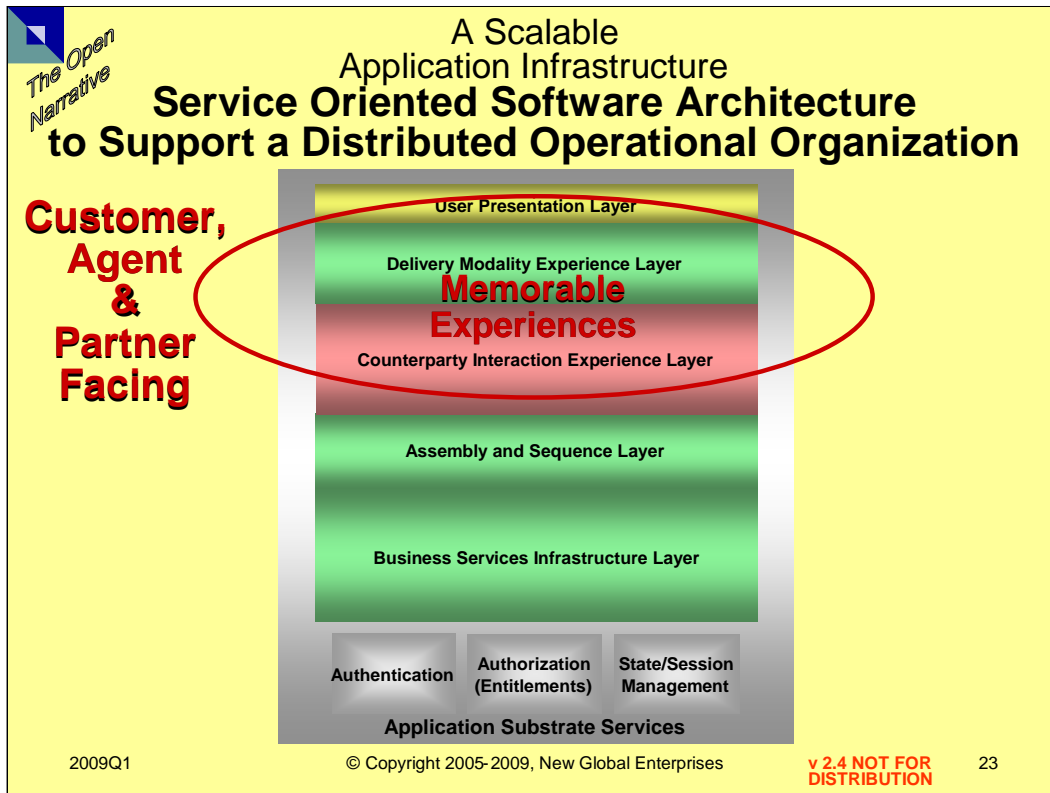 The Open
Narrative
A Scalable
Application Infrastructure
Service Oriented Software Architecture
to Support a Distributed Operational Organization
Customer,
Agent
&
Partner
Facing
User Presentation Layer
Delivery Modality Experience Layer
Memorable
Experiences
Counterparty Interaction Experience Layer
Assembly and Sequence Layer
Business Services Infrastructure Layer
Authentication
Authorization
(Entitlements)
State/Session
Management
Application Substrate Services
2009Q1
© Copyright 2005-2009, New Global Enterprises
v 2.4 NOT FOR
DISTRIBUTION
23